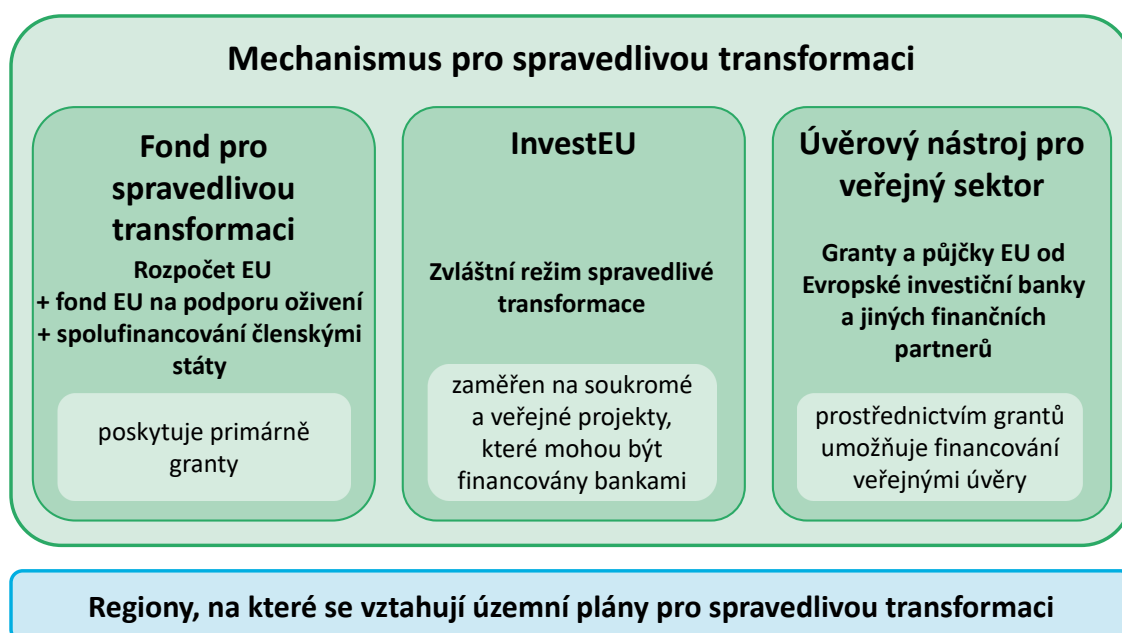 Mechanismus pro spravedlivou transformaci
Fond pro
spravedlivou
transformaci
Rozpočet EU
+ fond EU na podporu oživení
+ spolufinancování členskými
státy
poskytuje primárně
granty
InvestEU
Zvláštní režim spravedlivé
transformace
zaměřen na soukromé
a veřejné projekty,
které mohou být
financovány bankami
Úvěrový nástroj pro
veřejný sektor
Granty a půjčky EU od
Evropské investiční banky
a jiných finančních
partnerů
prostřednictvím grantů
umožňuje financování
veřejnými úvěry
Regiony, na které se vztahují územní plány pro spravedlivou transformaci